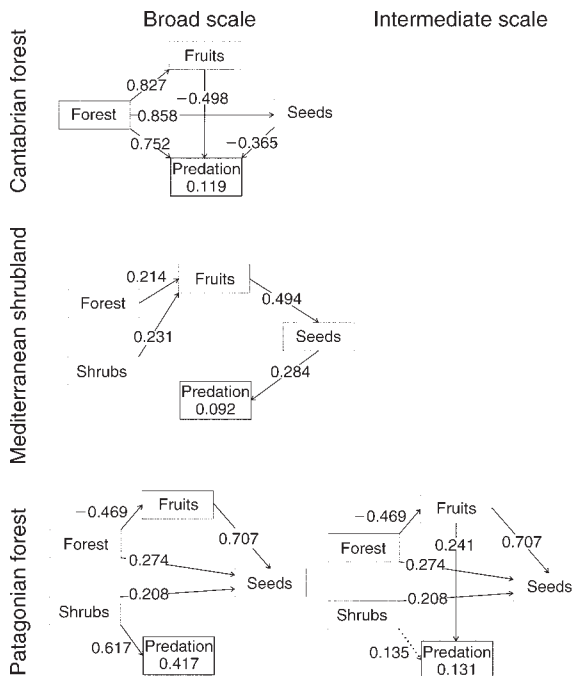 Broad scale
Intermediate scale
Cantabrian forest
Fruits
0.827
−0.498
Forest
0.858
Seeds
0.752
−0.365
Predation
0.119
Mediterranean shrubland
0.214
Fruits
Forest
0.494
0.231
Seeds
Shrubs
0.284
Predation
0.092
Patagonian forest
−0.469
Fruits
Forest
0.707
0.274
Seeds
0.208
Shrubs
0.617
Predation
0.417
−0.469
Fruits
Forest
0.241
0.707
0.274
Seeds
0.208
Shrubs
0.135
Predation
0.131